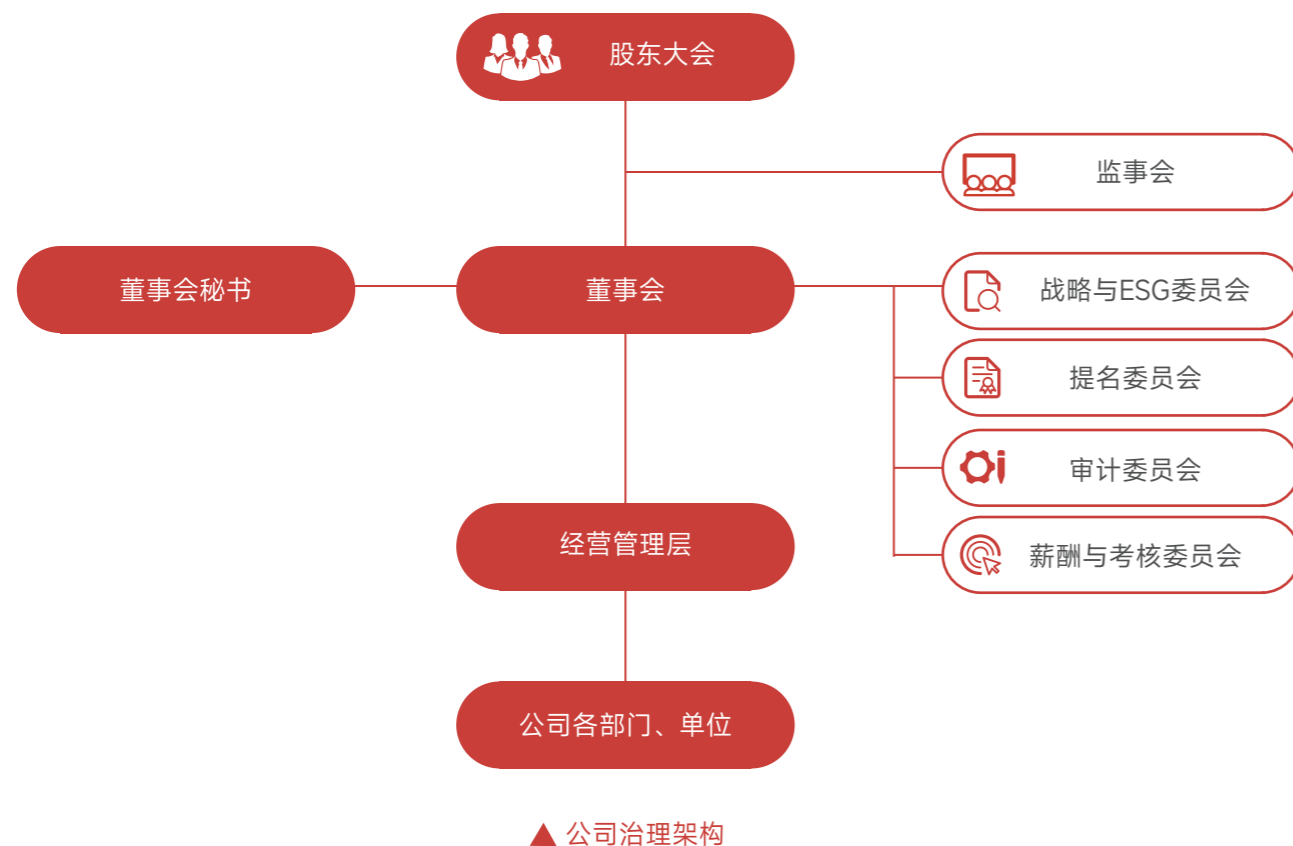 股东大会
监事会
董事会秘书
董事会
战略与ESG委员会
提名委员会
审计委员会
经营管理层
薪酬与考核委员会
公司各部门、单位
▲ 公司治理架构